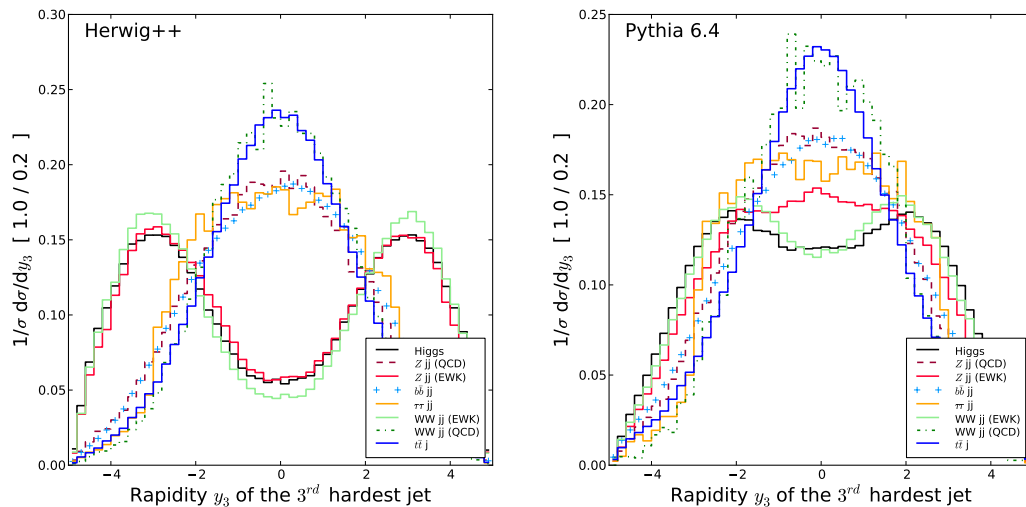 Herwig++
0.30
0.25
0.20
0.15
0.10
0.05
0.00
1/σ dσ/dy₃ [ 1.0 / 0.2 ]
−4 −2 0 2 4
Rapidity y₃ of the 3ʳᵈ hardest jet
Higgs
Z jj (QCD)
Z jj (EWK)
bb̄ jj
ττ jj
WW jj (EWK)
WW jj (QCD)
tt̄ j
Pythia 6.4
0.25
0.20
0.15
0.10
0.05
0.00
1/σ dσ/dy₃ [ 1.0 / 0.2 ]
−4 −2 0 2 4
Rapidity y₃ of the 3ʳᵈ hardest jet
Higgs
Z jj (QCD)
Z jj (EWK)
bb̄ jj
ττ jj
WW jj (EWK)
WW jj (QCD)
tt̄ j